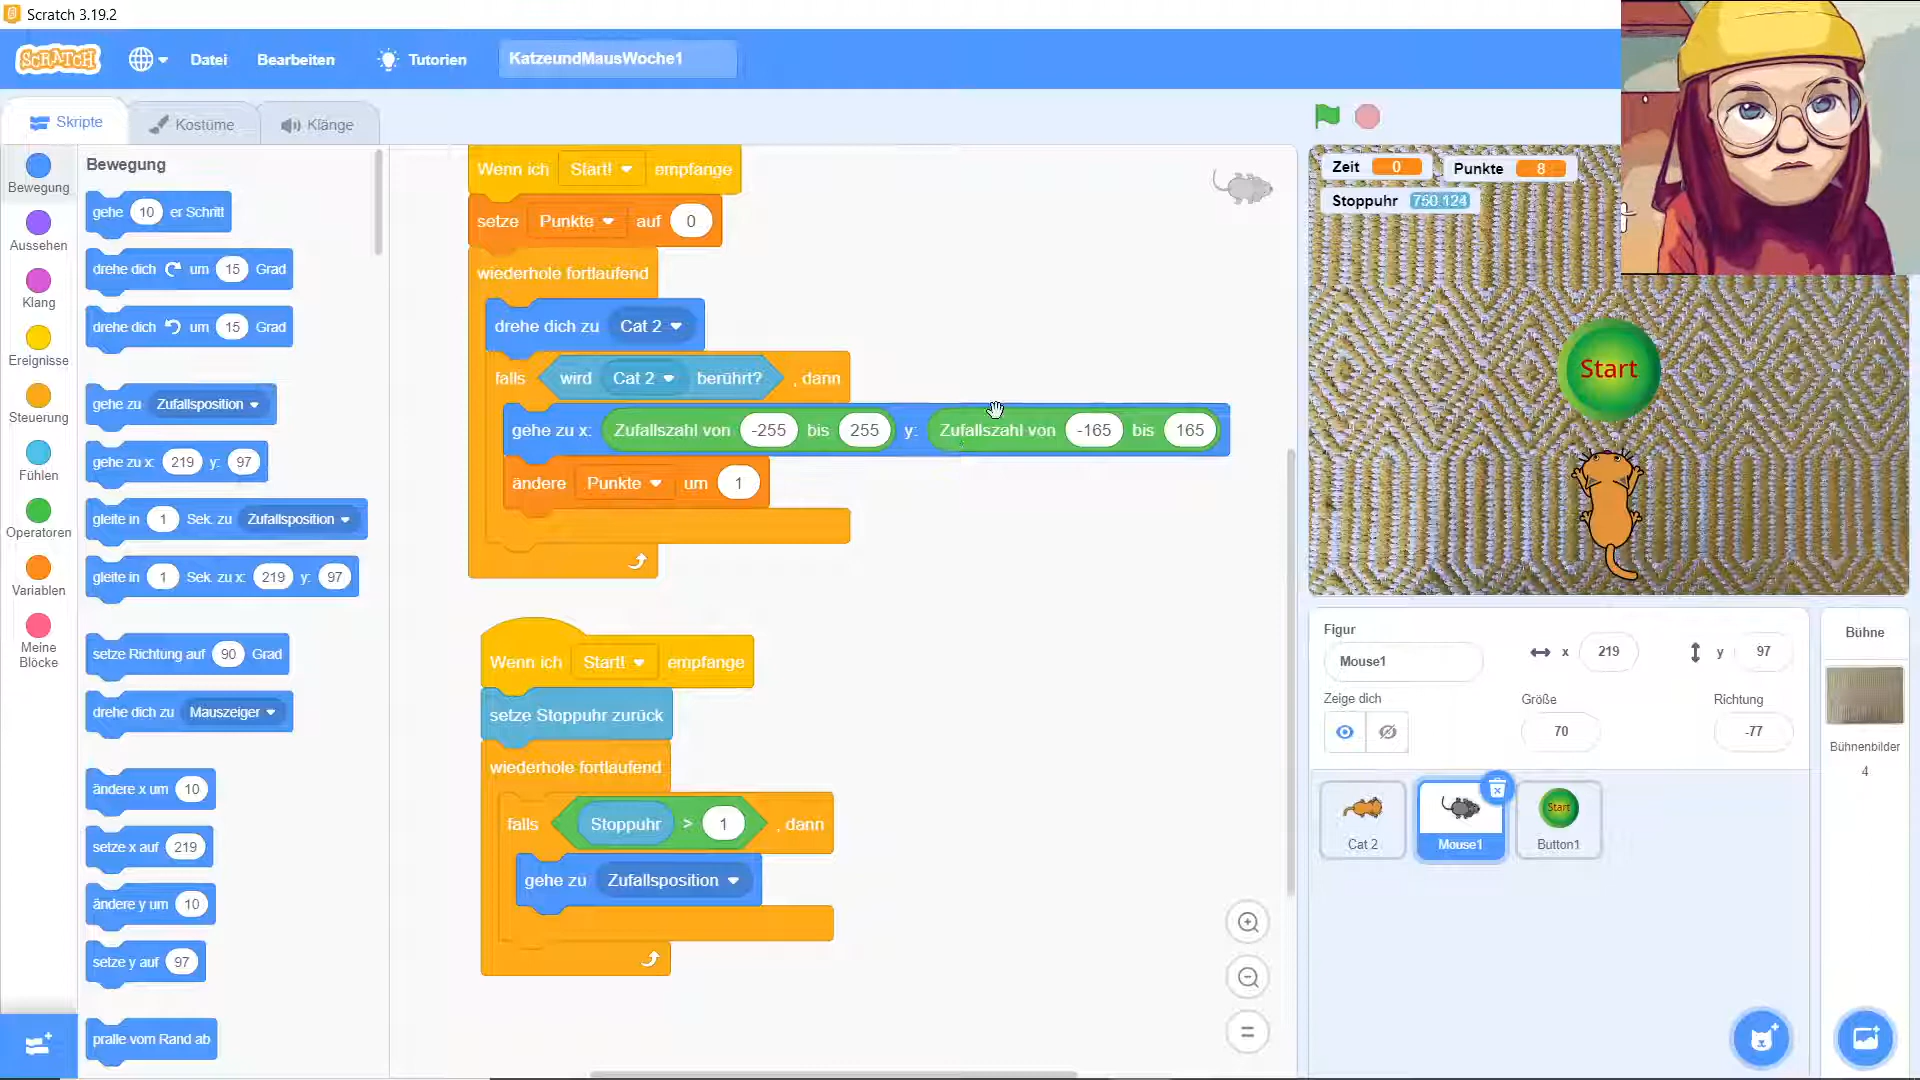 Scratch 3.19.2
SCRATCH
Datei
Bearbeiten
Tutorien
KatzeundMausWoche1
Skripte
Kostüme
Klänge
Bewegung
Aussehen
Klang
Ereignisse
Steuerung
Fühlen
Operatoren
Variablen
Meine
Blöcke
Bewegung
gehe 10 er Schritt
drehe dich um 15 Grad
drehe dich um 15 Grad
gehe zu Zufallsposition
gehe zu x: 219 y: 97
gleite in 1 Sek. zu Zufallsposition
gleite in 1 Sek. zu x: 219 y: 97
setze Richtung auf 90 Grad
drehe dich zu Mauszeiger
ändere x um 10
setze x auf 219
ändere y um 10
setze y auf 97
pralle vom Rand ab
Wenn ich Start! empfange
setze Punkte auf 0
wiederhole fortlaufend
drehe dich zu Cat 2
falls wird Cat 2 berührt? , dann
gehe zu x: Zufallszahl von -255 bis 255 y: Zufallszahl von -165 bis 165
ändere Punkte um 1
Wenn ich Start! empfange
setze Stoppuhr zurück
wiederhole fortlaufend
falls Stoppuhr > 1 , dann
gehe zu Zufallsposition
Zeit 0 Punkte 8
Stoppuhr 750.124
Start
Figur
Mouse1
x 219 y 97
Zeige dich
Größe
70
Richtung
-77
Cat 2
Mouse1
Start
Button1
Bühne
Bühnenbilder
4